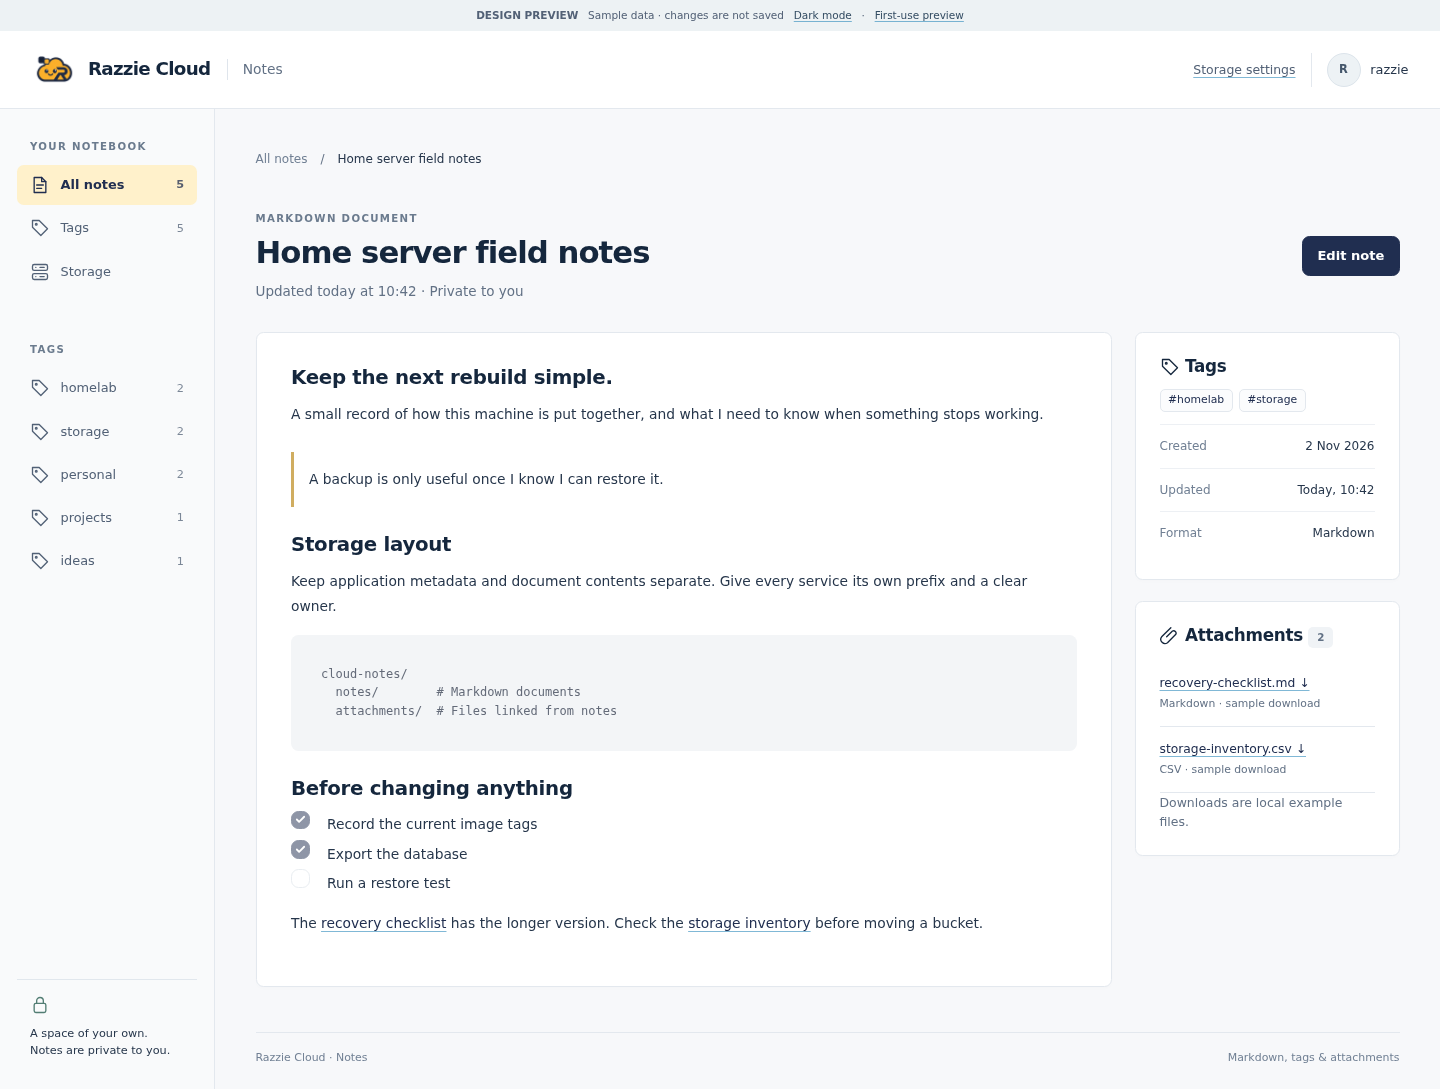 DESIGN PREVIEW Sample data · changes are not saved Dark mode · First-use preview
Razzie Cloud Notes
Storage settings R razzie
YOUR NOTEBOOK
All notes 5
Tags 5
Storage
TAGS
homelab 2
storage 2
personal 2
projects 1
ideas 1
A space of your own.
Notes are private to you.
All notes / Home server field notes
MARKDOWN DOCUMENT
Home server field notes
Updated today at 10:42 · Private to you
Edit note
Keep the next rebuild simple.
A small record of how this machine is put together, and what I need to know when something stops working.
A backup is only useful once I know I can restore it.
Storage layout
Keep application metadata and document contents separate. Give every service its own prefix and a clear
owner.
cloud-notes/
  notes/        # Markdown documents
  attachments/  # Files linked from notes
Before changing anything
Record the current image tags
Export the database
Run a restore test
The recovery checklist has the longer version. Check the storage inventory before moving a bucket.
Tags
#homelab #storage
Created 2 Nov 2026
Updated Today, 10:42
Format Markdown
Attachments 2
recovery-checklist.md ↓
Markdown · sample download
storage-inventory.csv ↓
CSV · sample download
Downloads are local example
files.
Razzie Cloud · Notes
Markdown, tags & attachments